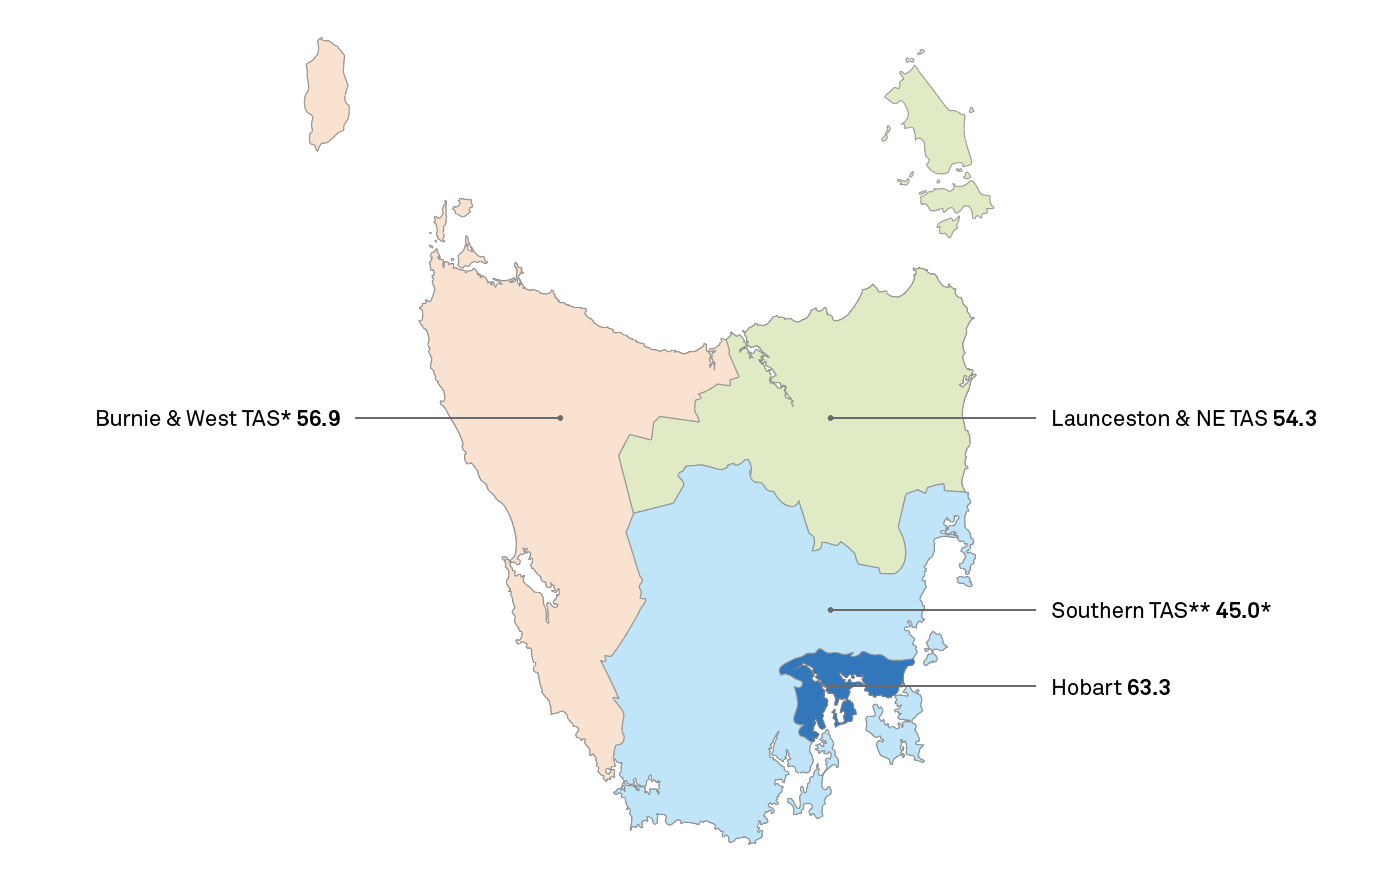 Burnie & West TAS* 56.9
Launceston & NE TAS 54.3
Southern TAS** 45.0*
Hobart 63.3